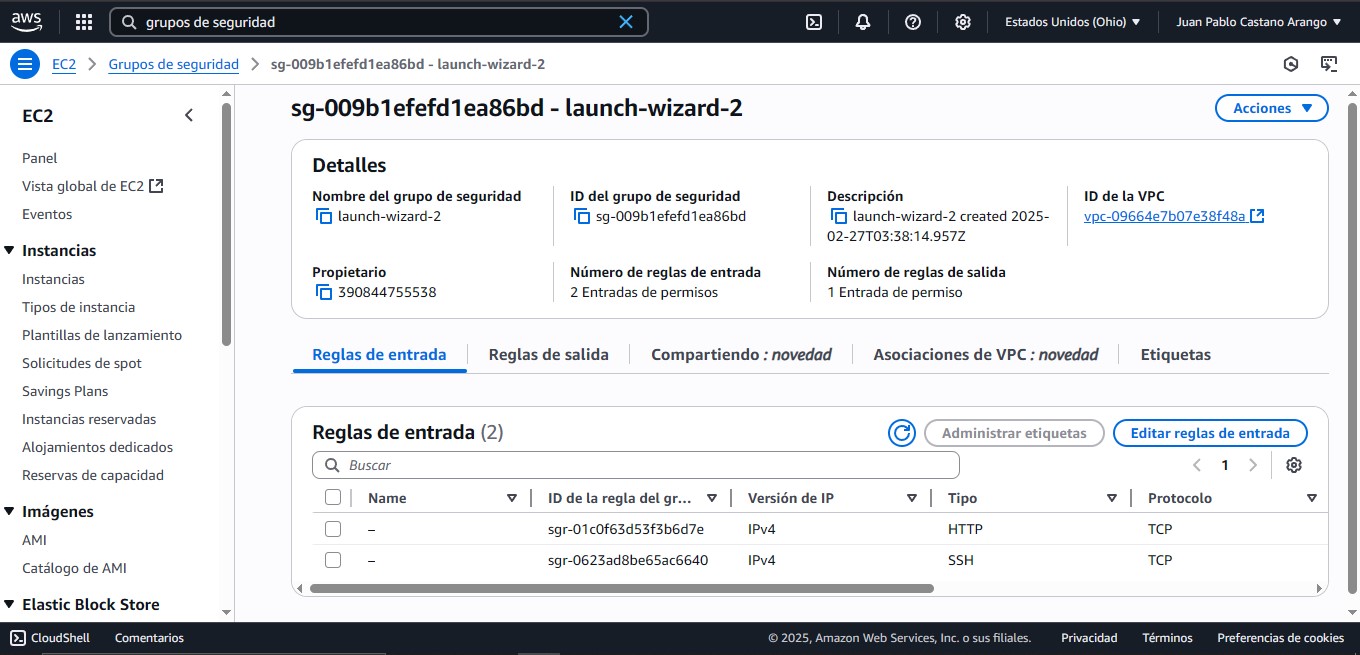 aws
grupos de seguridad
Estados Unidos (Ohio)
Juan Pablo Castano Arango
EC2
Grupos de seguridad
sg-009b1efefd1ea86bd - launch-wizard-2
EC2
Panel
Vista global de EC2
Eventos
Instancias
Instancias
Tipos de instancia
Plantillas de lanzamiento
Solicitudes de spot
Savings Plans
Instancias reservadas
Alojamientos dedicados
Reservas de capacidad
Imágenes
AMI
Catálogo de AMI
Elastic Block Store
sg-009b1efefd1ea86bd - launch-wizard-2
Acciones
Detalles
Nombre del grupo de seguridad
launch-wizard-2
ID del grupo de seguridad
sg-009b1efefd1ea86bd
Descripción
launch-wizard-2 created 2025-
02-27T03:38:14.957Z
ID de la VPC
vpc-09664e7b07e38f48a
Propietario
390844755538
Número de reglas de entrada
2 Entradas de permisos
Número de reglas de salida
1 Entrada de permiso
Reglas de entrada
Reglas de salida
Compartiendo : novedad
Asociaciones de VPC : novedad
Etiquetas
Reglas de entrada (2)
Administrar etiquetas
Editar reglas de entrada
Buscar
1
Name ID de la regla del gr... Versión de IP Tipo Protocolo
– sgr-01c0f63d53f3b6d7e IPv4 HTTP TCP
– sgr-0623ad8be65ac6640 IPv4 SSH TCP
CloudShell
Comentarios
© 2025, Amazon Web Services, Inc. o sus filiales.
Privacidad
Términos
Preferencias de cookies